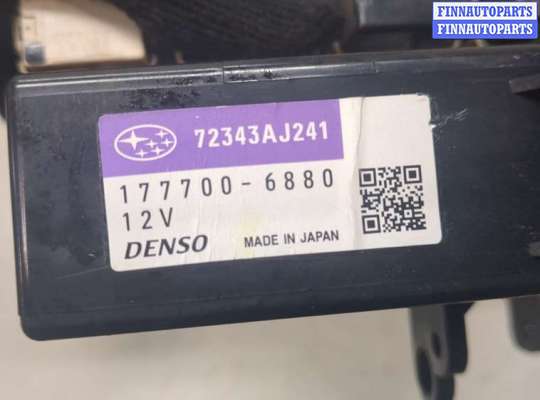 FINNAUTOPARTS
FINNAUTOPARTS
72343AJ241
177700-6880
12V
DENSO MADE IN JAPAN